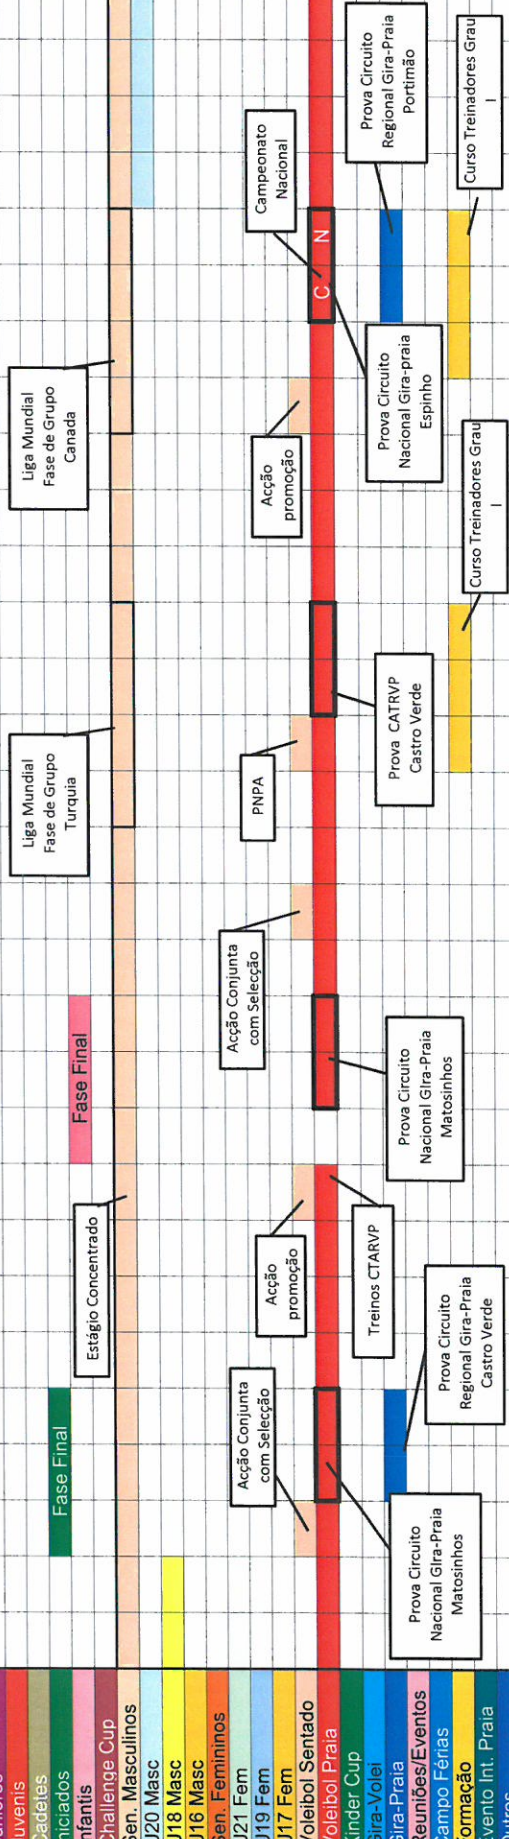 Juvenis
Cadetes
Iniciados
Infantis
Challenge Cup
Sen. Masculinos
J20 Masc
J18 Masc
J16 Masc
Sen. Femininos
J21 Fem
J19 Fem
J17 Fem
Voleibol Sentado
Voleibol Praia
Kinder Cup
Gira-Volei
Gira-Praia
Reuniões/Eventos
Campo Férias
Formação
Evento Int. Praia
Outros
Fase Final
Fase Final
Estágio Concentrado
Liga Mundial
Fase de Grupo
Turquia
Liga Mundial
Fase de Grupo
Canada
Acção Conjunta
com Selecção
Acção
promoção
Acção Conjunta
com Selecção
PNPA
Acção
promoção
Campeonato
Nacional
C N
Prova Circuito
Nacional GIra-Praia
Matosinhos
Treinos CTARVP
Prova Circuito
Regional Gira-Praia
Castro Verde
Prova Circuito
Nacional GIra-Praia
Matosinhos
Prova CATRVP
Castro Verde
Prova Circuito
Nacional Gira-praia
Espinho
Prova Circuito
Regional Gira-Praia
Portimão
Curso Treinadores Grau
I
Curso Treinadores Grau
I